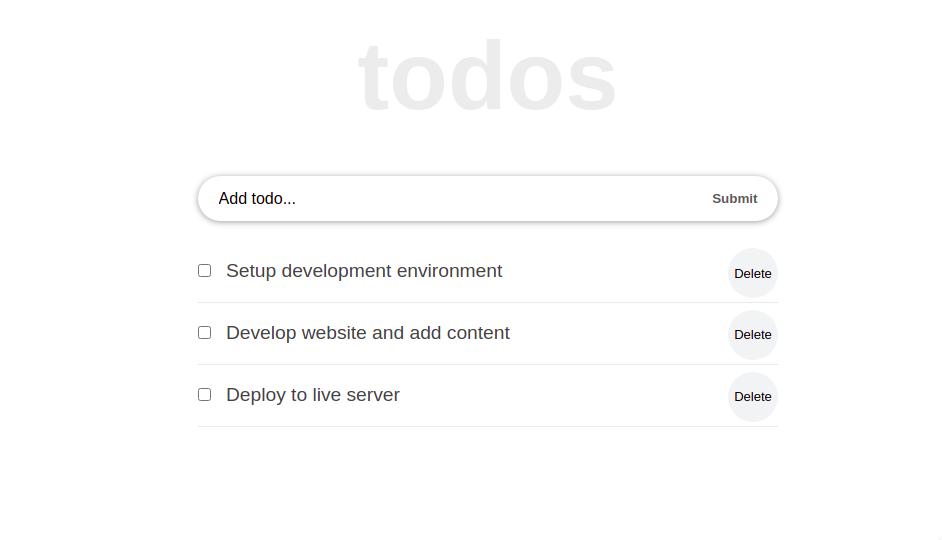 todos
Add todo... Submit
Setup development environment Delete
Develop website and add content Delete
Deploy to live server Delete